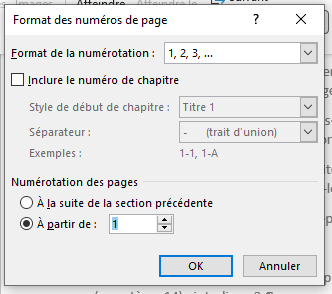 Format des numéros de page
Format de la numérotation : 1, 2, 3, ...
Inclure le numéro de chapitre
Style de début de chapitre : Titre 1
Séparateur : - (trait d'union)
Exemples : 1-1, 1-A
Numérotation des pages
À la suite de la section précédente
À partir de : 1
OK Annuler